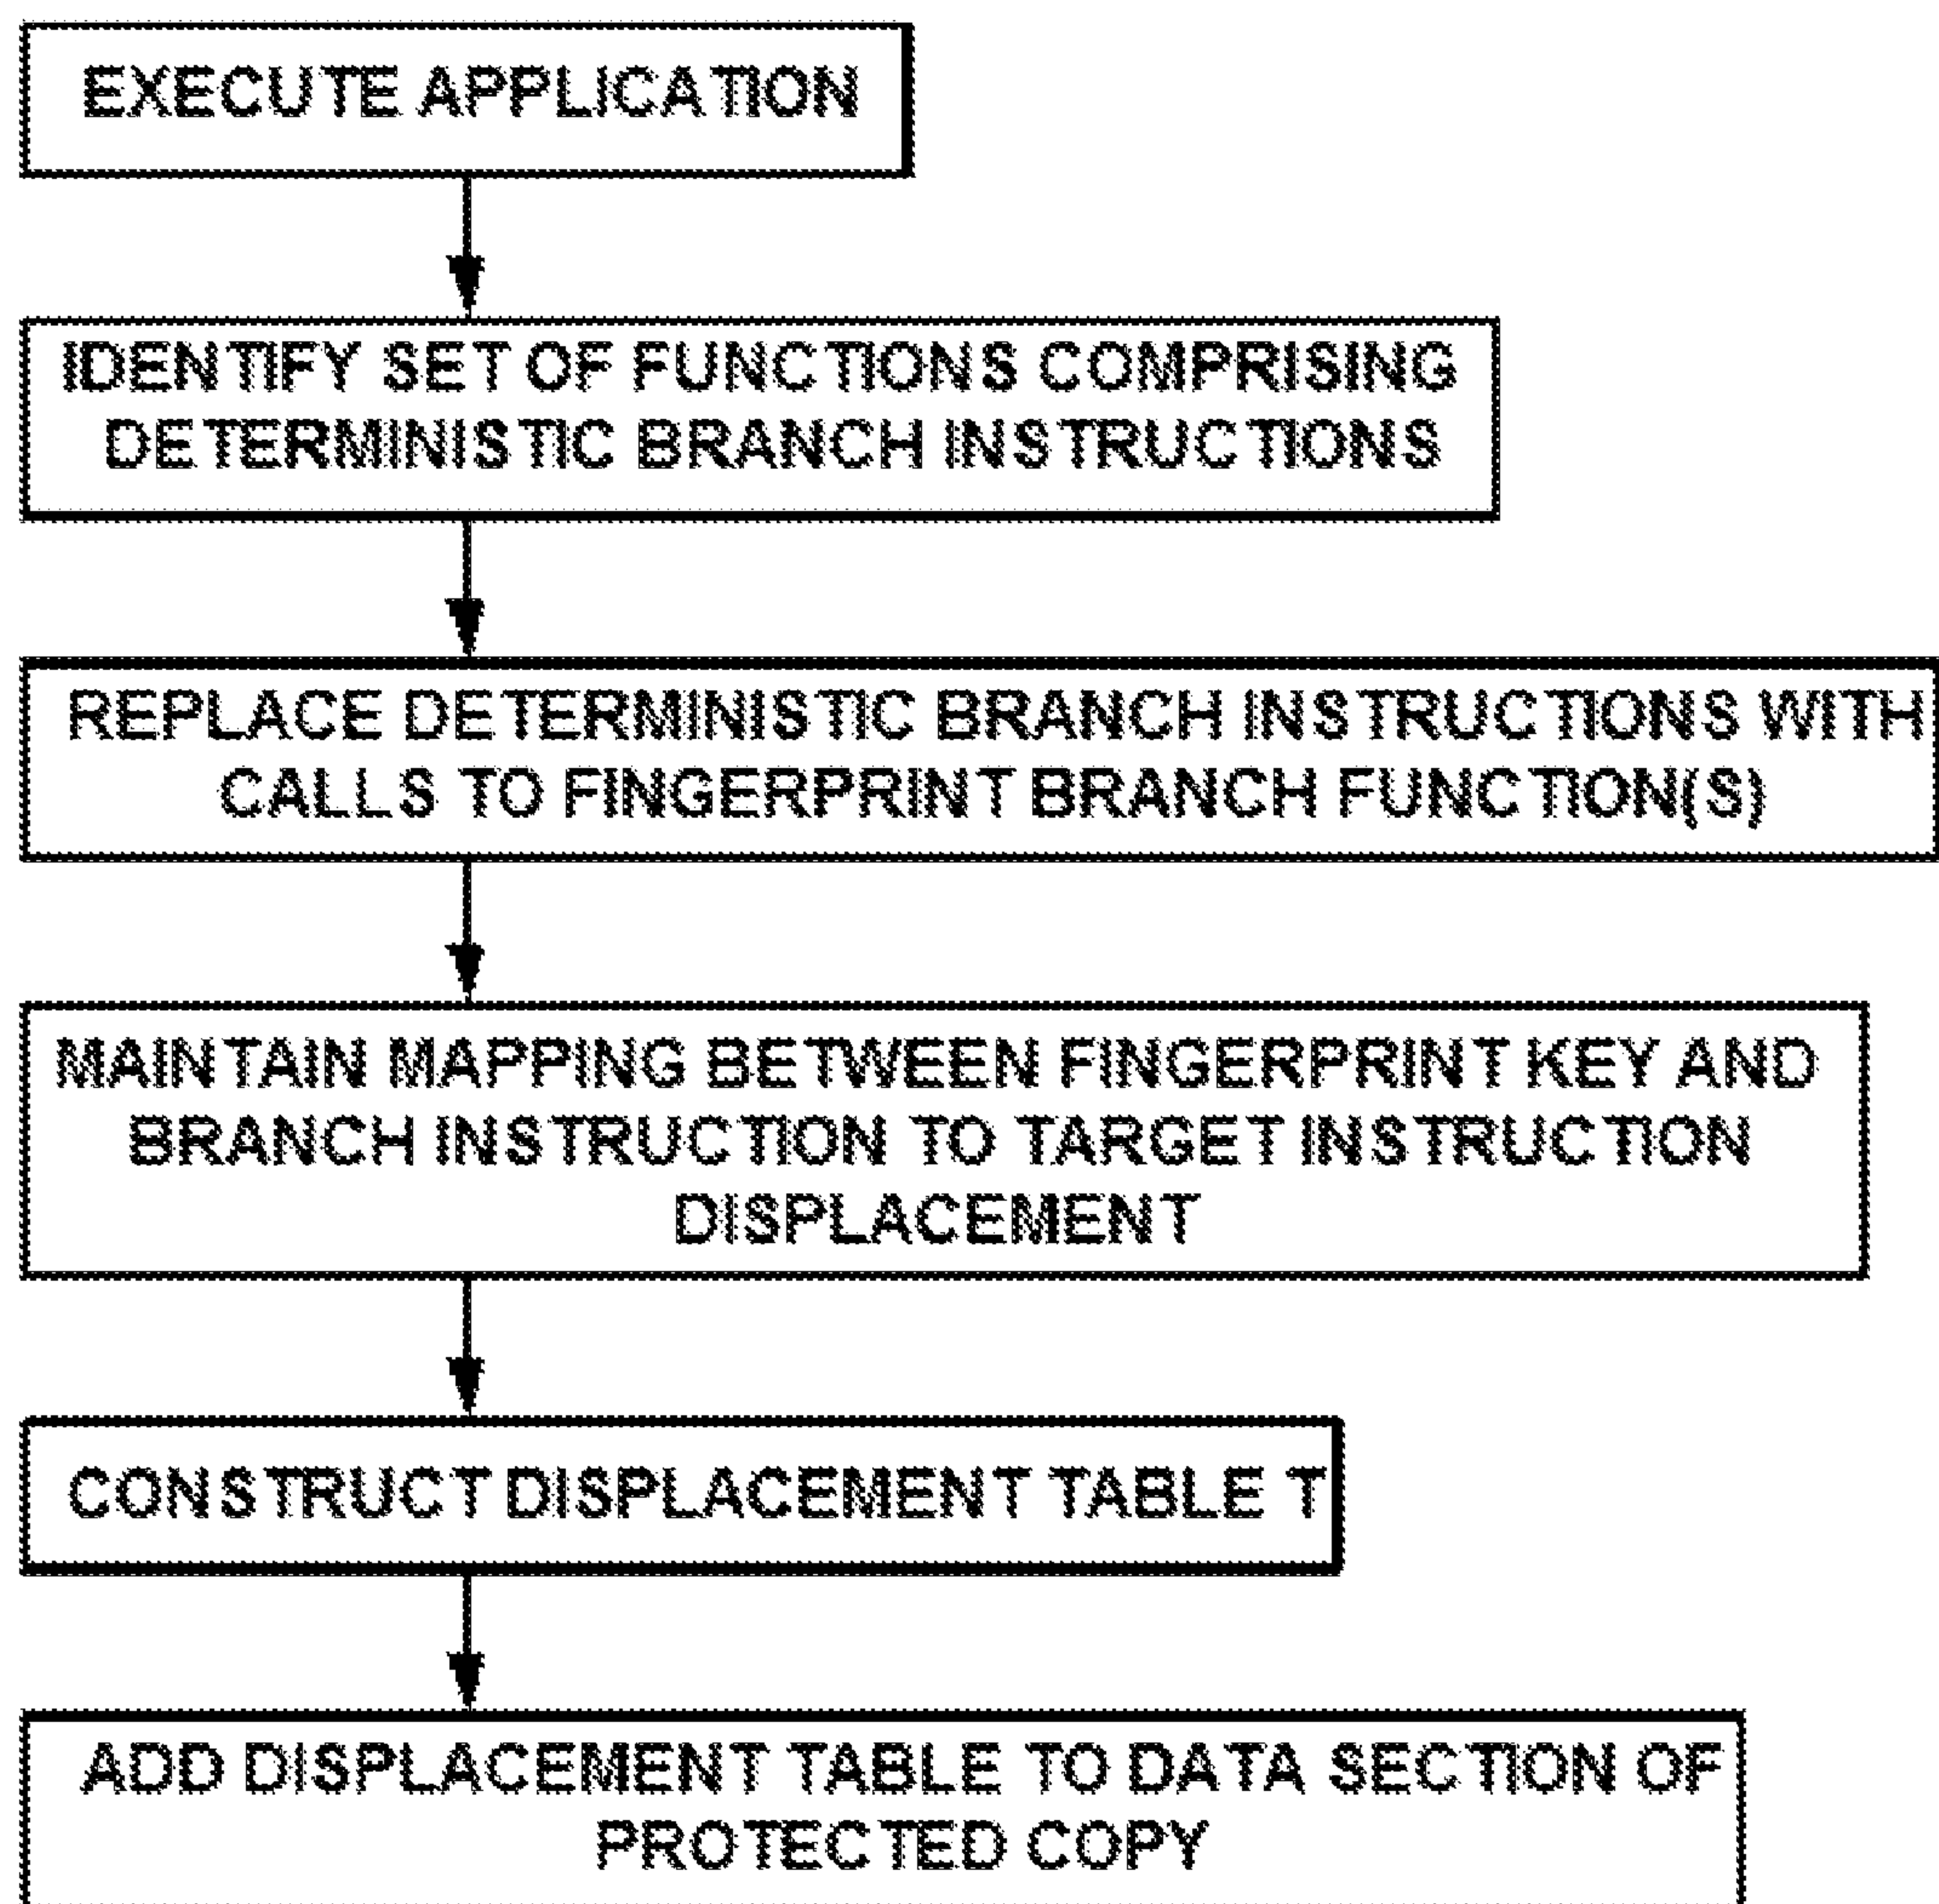 EXECUTE APPLICATION
IDENTIFY SET OF FUNCTIONS COMPRISING
DETERMINISTIC BRANCH INSTRUCTIONS
REPLACE DETERMINISTIC BRANCH INSTRUCTIONS WITH
CALLS TO FINGERPRINT BRANCH FUNCTION(S)
MAINTAIN MAPPING BETWEEN FINGERPRINT KEY AND
BRANCH INSTRUCTION TO TARGET INSTRUCTION
DISPLACEMENT
CONSTRUCT DISPLACEMENT TABLE T
ADD DISPLACEMENT TABLE TO DATA SECTION OF
PROTECTED COPY